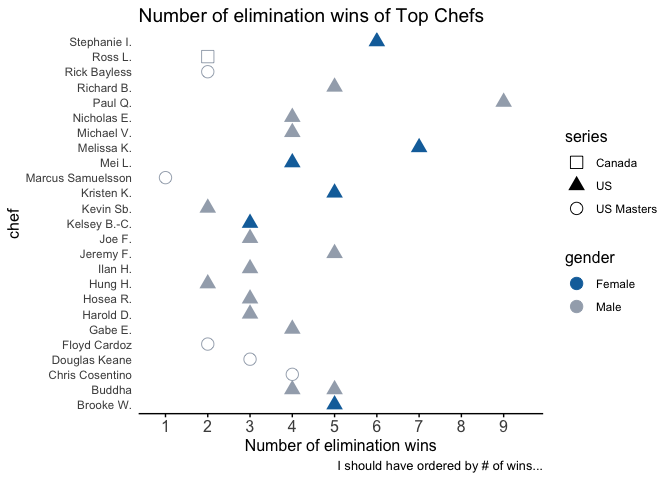 Number of elimination wins of Top Chefs
Stephanie I.
Ross L.
Rick Bayless
Richard B.
Paul Q.
Nicholas E.
Michael V.
Melissa K.
Mei L.
Marcus Samuelsson
Kristen K.
Kevin Sb.
Kelsey B.-C.
Joe F.
Jeremy F.
Ilan H.
Hung H.
Hosea R.
Harold D.
Gabe E.
Floyd Cardoz
Douglas Keane
Chris Cosentino
Buddha
Brooke W.
chef
1 2 3 4 5 6 7 8 9
Number of elimination wins
I should have ordered by # of wins...
series
Canada
US
US Masters
gender
Female
Male